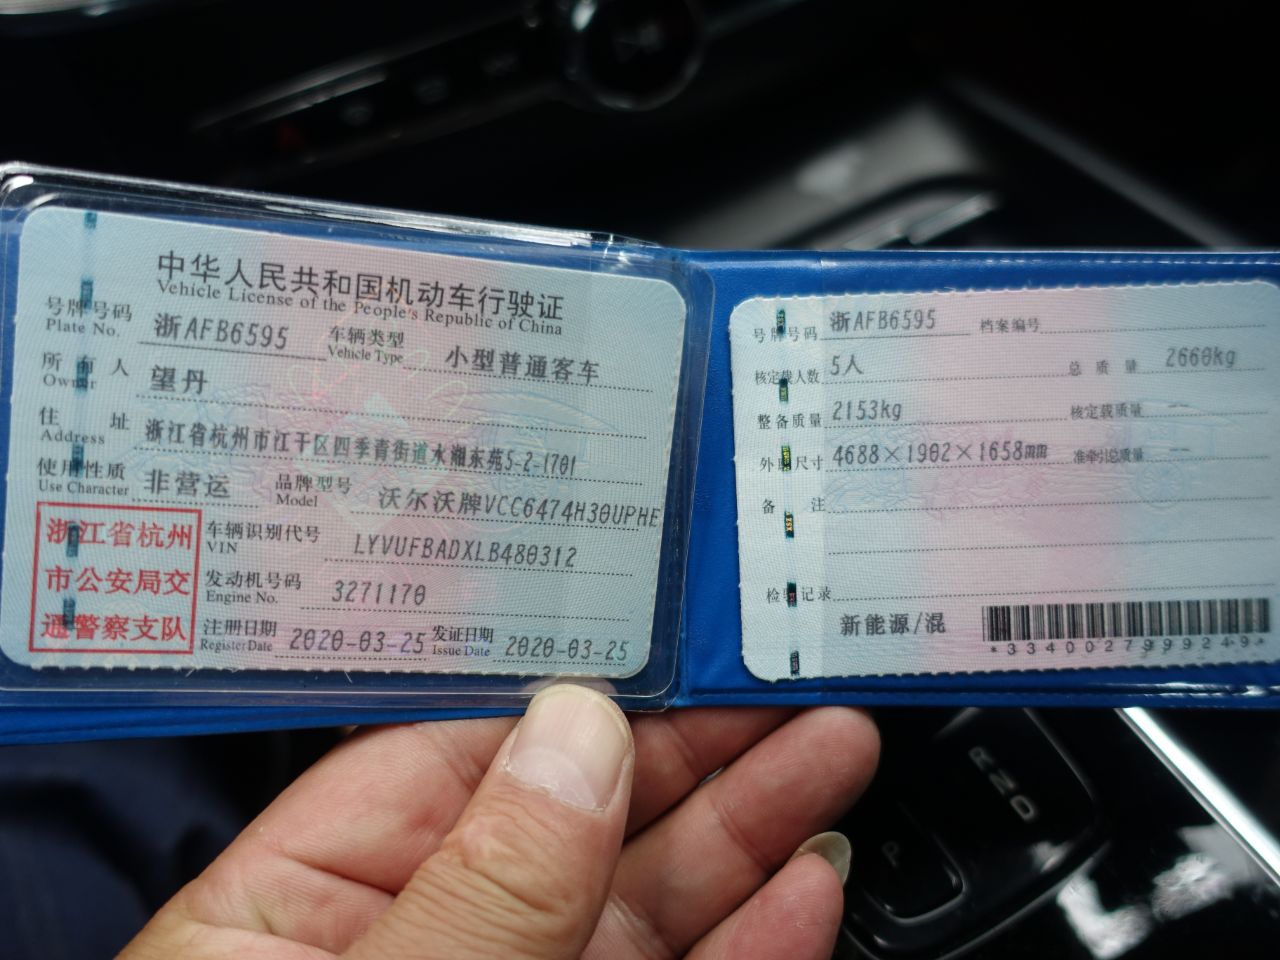 中华人民共和国机动车行驶证
Vehicle License of the People's Republic of China
号牌号码 浙AFB6595 车辆类型 小型普通客车
Plate No. Vehicle Type
所有人 望丹
Owner
住址 浙江省杭州市江干区四季青街道水湘东苑5-2-1701
Address
使用性质 非营运 品牌型号 沃尔沃牌VCC6474H30UPHE
Use Character Model
浙江省杭州
市公安局交
通警察支队
车辆识别代号 LYVUFBADXLB480312
VIN
发动机号码 3271170
Engine No.
注册日期 2020-03-25 发证日期 2020-03-25
Register Date Issue Date
号牌号码 浙AFB6595 档案编号
核定载人数 5人 总质量 2660kg
整备质量 2153kg 核定载质量 --
外廓尺寸 4688×1902×1658mm 准牵引总质量 --
备注
检验记录
新能源/混
*3340027999249*
R N D
P